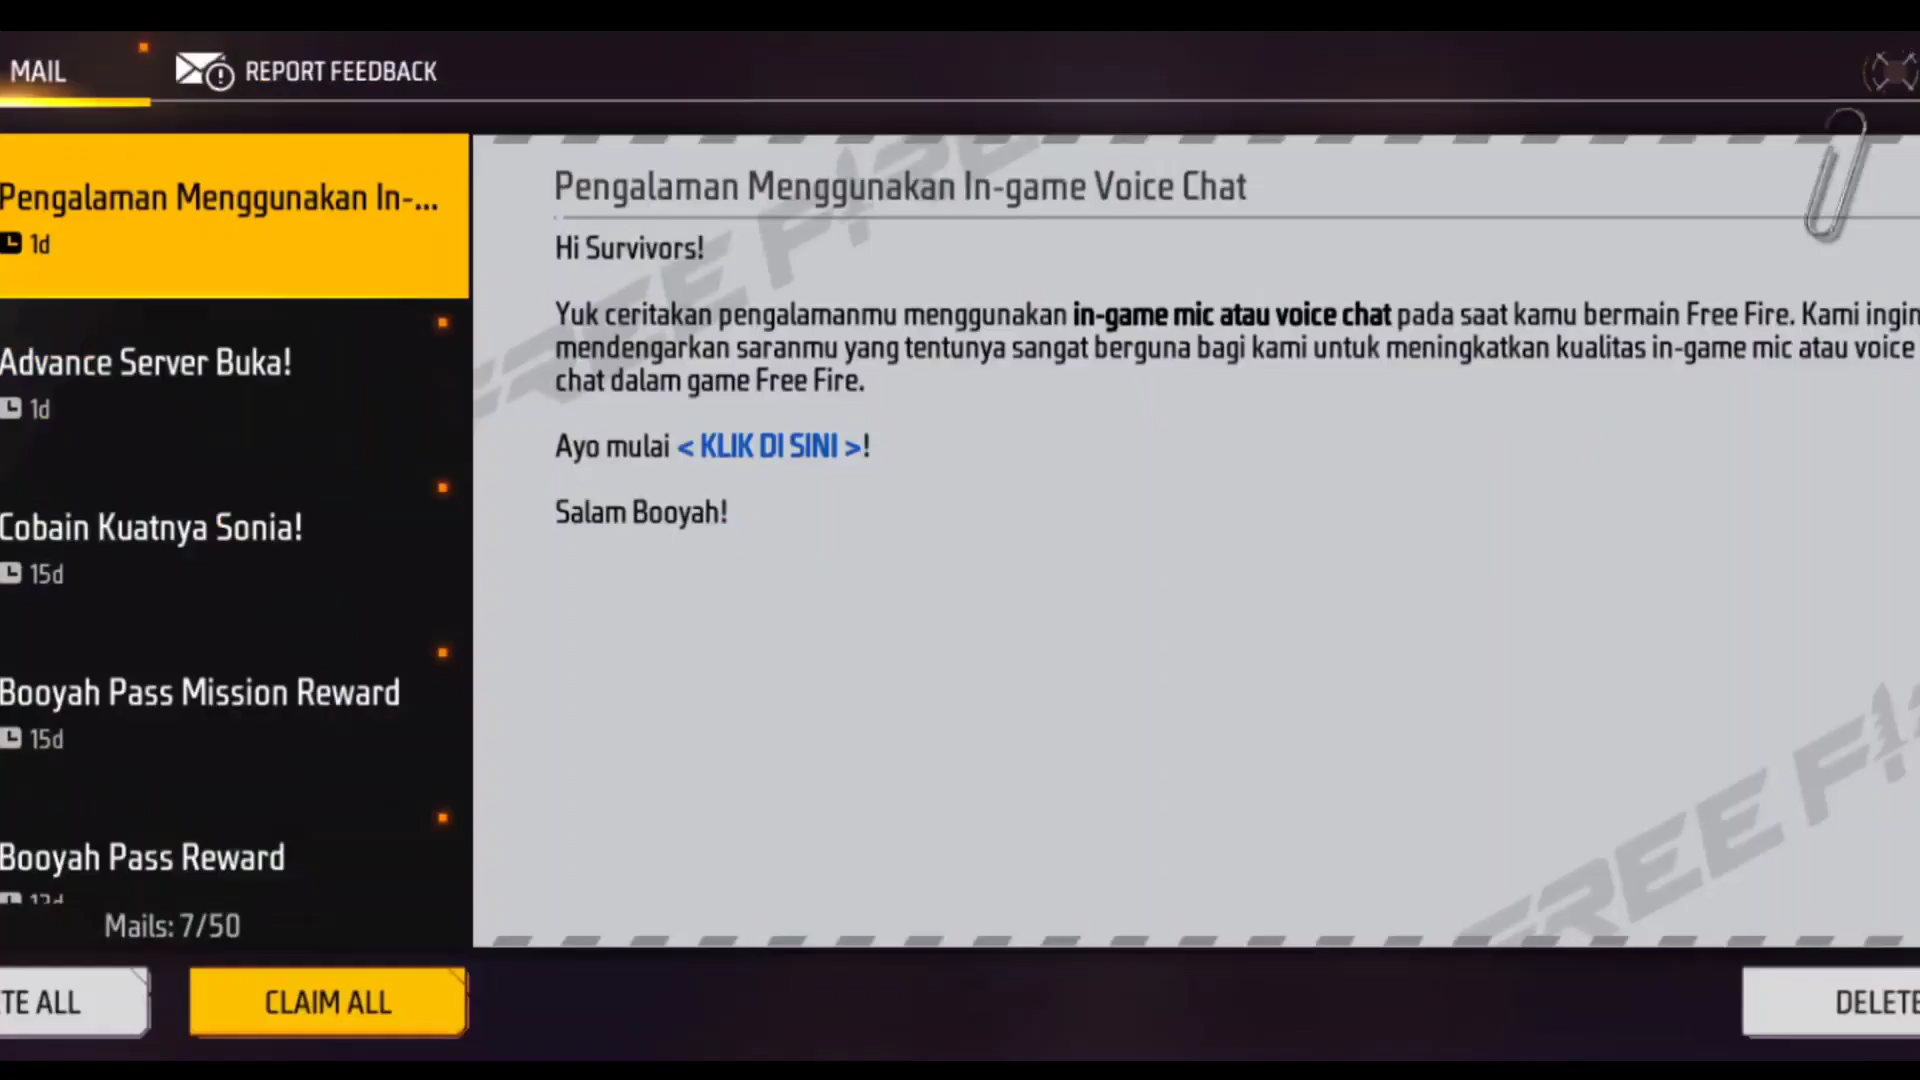 MAIL
REPORT FEEDBACK
Pengalaman Menggunakan In-...
1d
Advance Server Buka!
1d
Cobain Kuatnya Sonia!
15d
Booyah Pass Mission Reward
15d
Booyah Pass Reward
Mails: 7/50
TE ALL
CLAIM ALL
Pengalaman Menggunakan In-game Voice Chat
Hi Survivors!
Yuk ceritakan pengalamanmu menggunakan in-game mic atau voice chat pada saat kamu bermain Free Fire. Kami ingin
mendengarkan saranmu yang tentunya sangat berguna bagi kami untuk meningkatkan kualitas in-game mic atau voice
chat dalam game Free Fire.
Ayo mulai < KLIK DI SINI >!
Salam Booyah!
FREE FIRE
FREE FI
DELETE